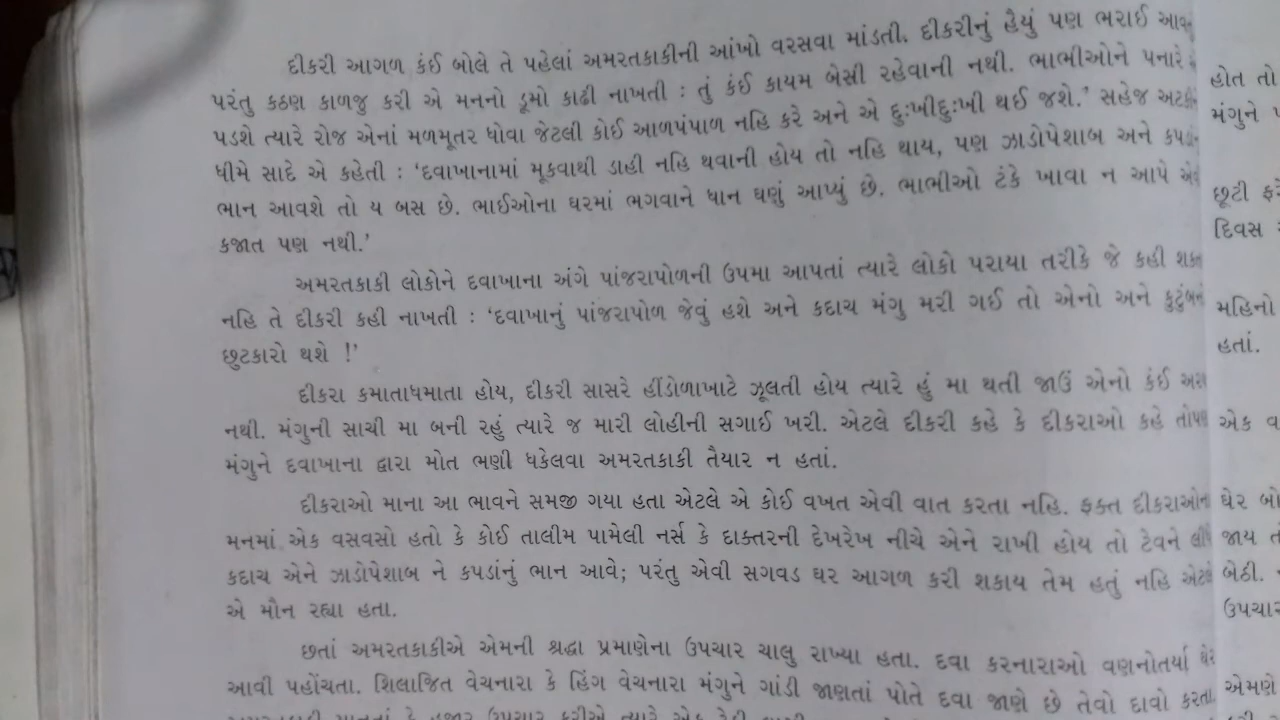 દીકરી આગળ કંઈ બોલે તે પહેલાં અમરતકાકીની આંખો વરસવા માંડતી. દીકરીનું હૈયું પણ ભરાઈ
પરંતુ કઠણ કાળજુ કરી એ મનનો ડૂમો કાઢી નાખતી : તું કંઈ કાયમ બેસી રહેવાની નથી. ભાભીઓને પનારે
પડશે ત્યારે રોજ એનાં મળમૂતર ધોવા જેટલી કોઈ આળપંપાળ નહિ કરે અને એ દુઃખીદુઃખી થઈ જશે.’ સહેજ
ધીમે સાદે એ કહેતી : ‘દવાખાનામાં મૂકવાથી ડાહી નહિ થવાની હોય તો નહિ થાય, પણ ઝાડોપેશાબ અને
ભાન આવશે તો ય બસ છે. ભાઈઓના ઘરમાં ભગવાને ધાન ઘણું આપ્યું છે. ભાભીઓ ટંકે ખાવા ન આપે
કજાત પણ નથી.’
અમરતકાકી લોકોને દવાખાના અંગે પાંજરાપોળની ઉપમા આપતાં ત્યારે લોકો પરાયા તરીકે જે કહી
નહિ તે દીકરી કહી નાખતી : ‘દવાખાનું પાંજરાપોળ જેવું હશે અને કદાચ મંગુ મરી ગઈ તો એનો અને
છુટકારો થશે !’
દીકરા કમાતાધમાતા હોય, દીકરી સાસરે હીંડોળાખાટે ઝૂલતી હોય ત્યારે હું મા થતી જાઉં એનો કંઈ
નથી. મંગુની સાચી મા બની રહું ત્યારે જ મારી લોહીની સગાઈ ખરી. એટલે દીકરી કહે કે દીકરાઓ કહે
મંગુને દવાખાના દ્વારા મોત ભણી ધકેલવા અમરતકાકી તૈયાર ન હતાં.
દીકરાઓ માના આ ભાવને સમજી ગયા હતા એટલે એ કોઈ વખત એવી વાત કરતા નહિ. ફક્ત
મનમાં એક વસવસો હતો કે કોઈ તાલીમ પામેલી નર્સ કે દાક્તરની દેખરેખ નીચે એને રાખી હોય તો ટેવને
કદાચ એને ઝાડોપેશાબ ને કપડાંનું ભાન આવે; પરંતુ એવી સગવડ ઘર આગળ કરી શકાય તેમ હતું નહિ
એ મૌન રહ્યા હતા.
છતાં અમરતકાકીએ એમની શ્રદ્ધા પ્રમાણેના ઉપચાર ચાલુ રાખ્યા હતા. દવા કરનારાઓ વણનોતર્યા
આવી પહોંચતા. શિલાજિત વેચનારા કે હિંગ વેચનારા મંગુને ગાંડી જાણતાં પોતે દવા જાણે છે તેવો દાવો કરતા.
હોત તો
મંગુને
છૂટી
દિવસ
મહિનો
હતાં.
એક
ઘેર
જાય
બેઠી.
એમણે